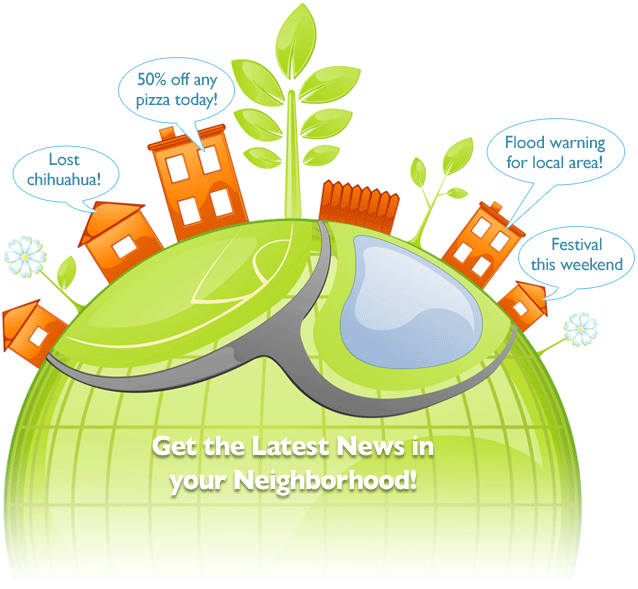 50% off any
pizza today!
Lost
chihuahua!
Flood warning
for local area!
Festival
this weekend
Get the Latest News in
your Neighborhood!